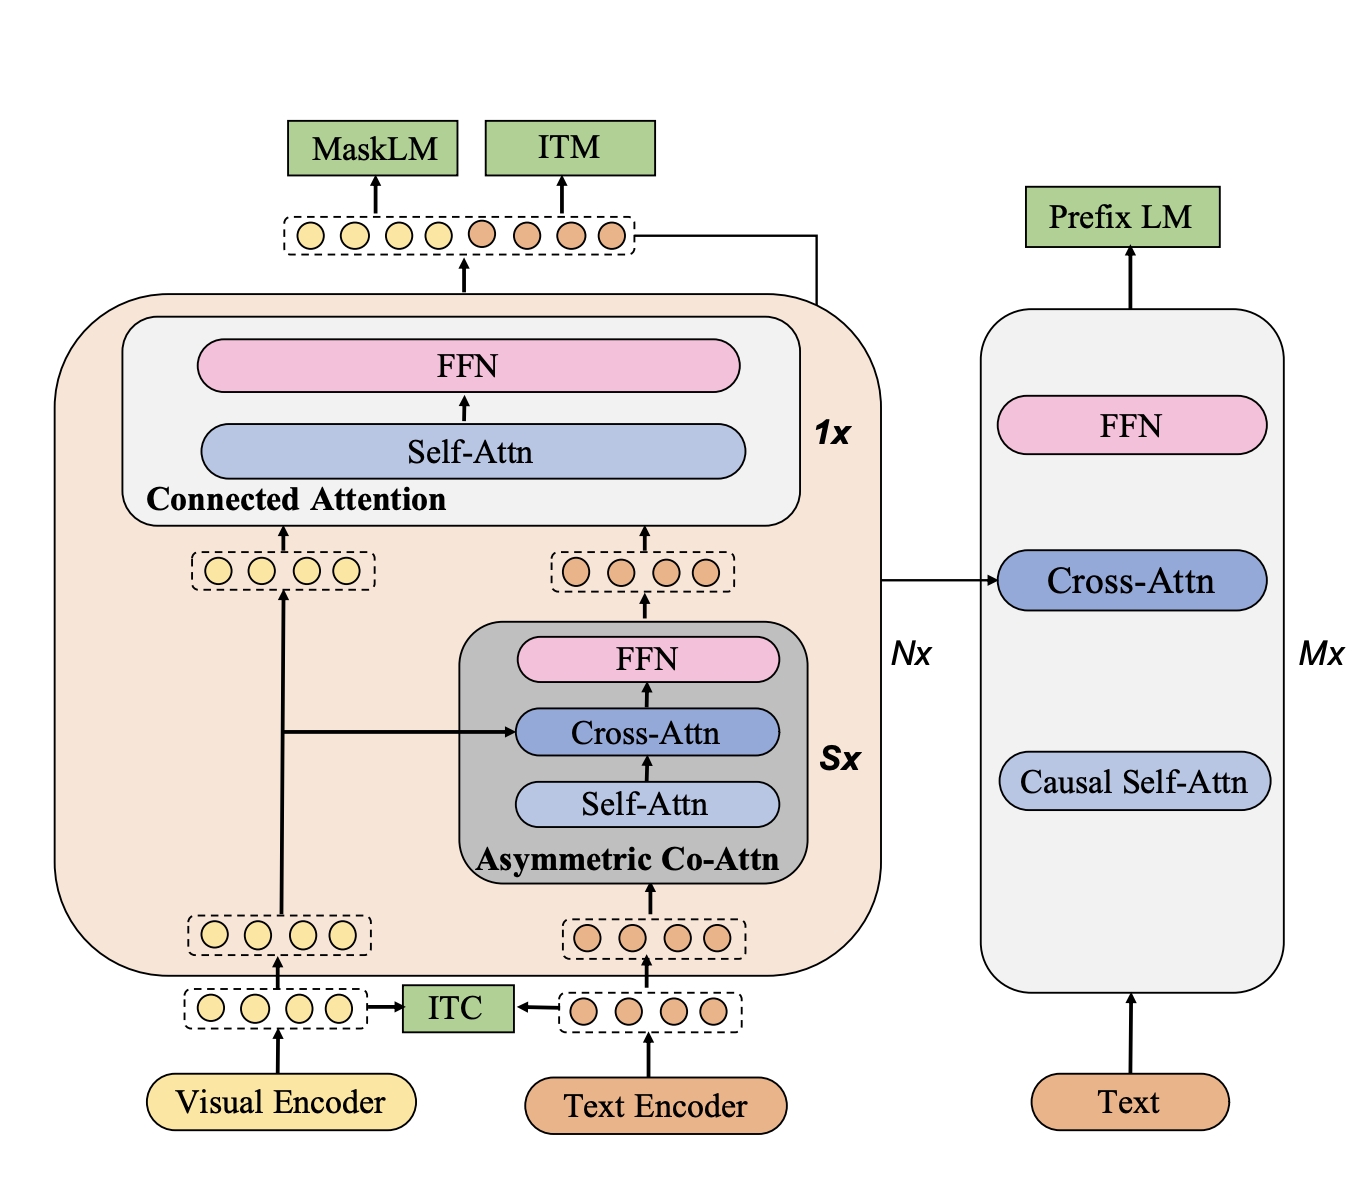 MaskLM
ITM
Prefix LM
FFN
Self-Attn
Connected Attention
1x
FFN
Cross-Attn
Self-Attn
Asymmetric Co-Attn
Sx
Nx
FFN
Cross-Attn
Causal Self-Attn
Mx
ITC
Visual Encoder
Text Encoder
Text